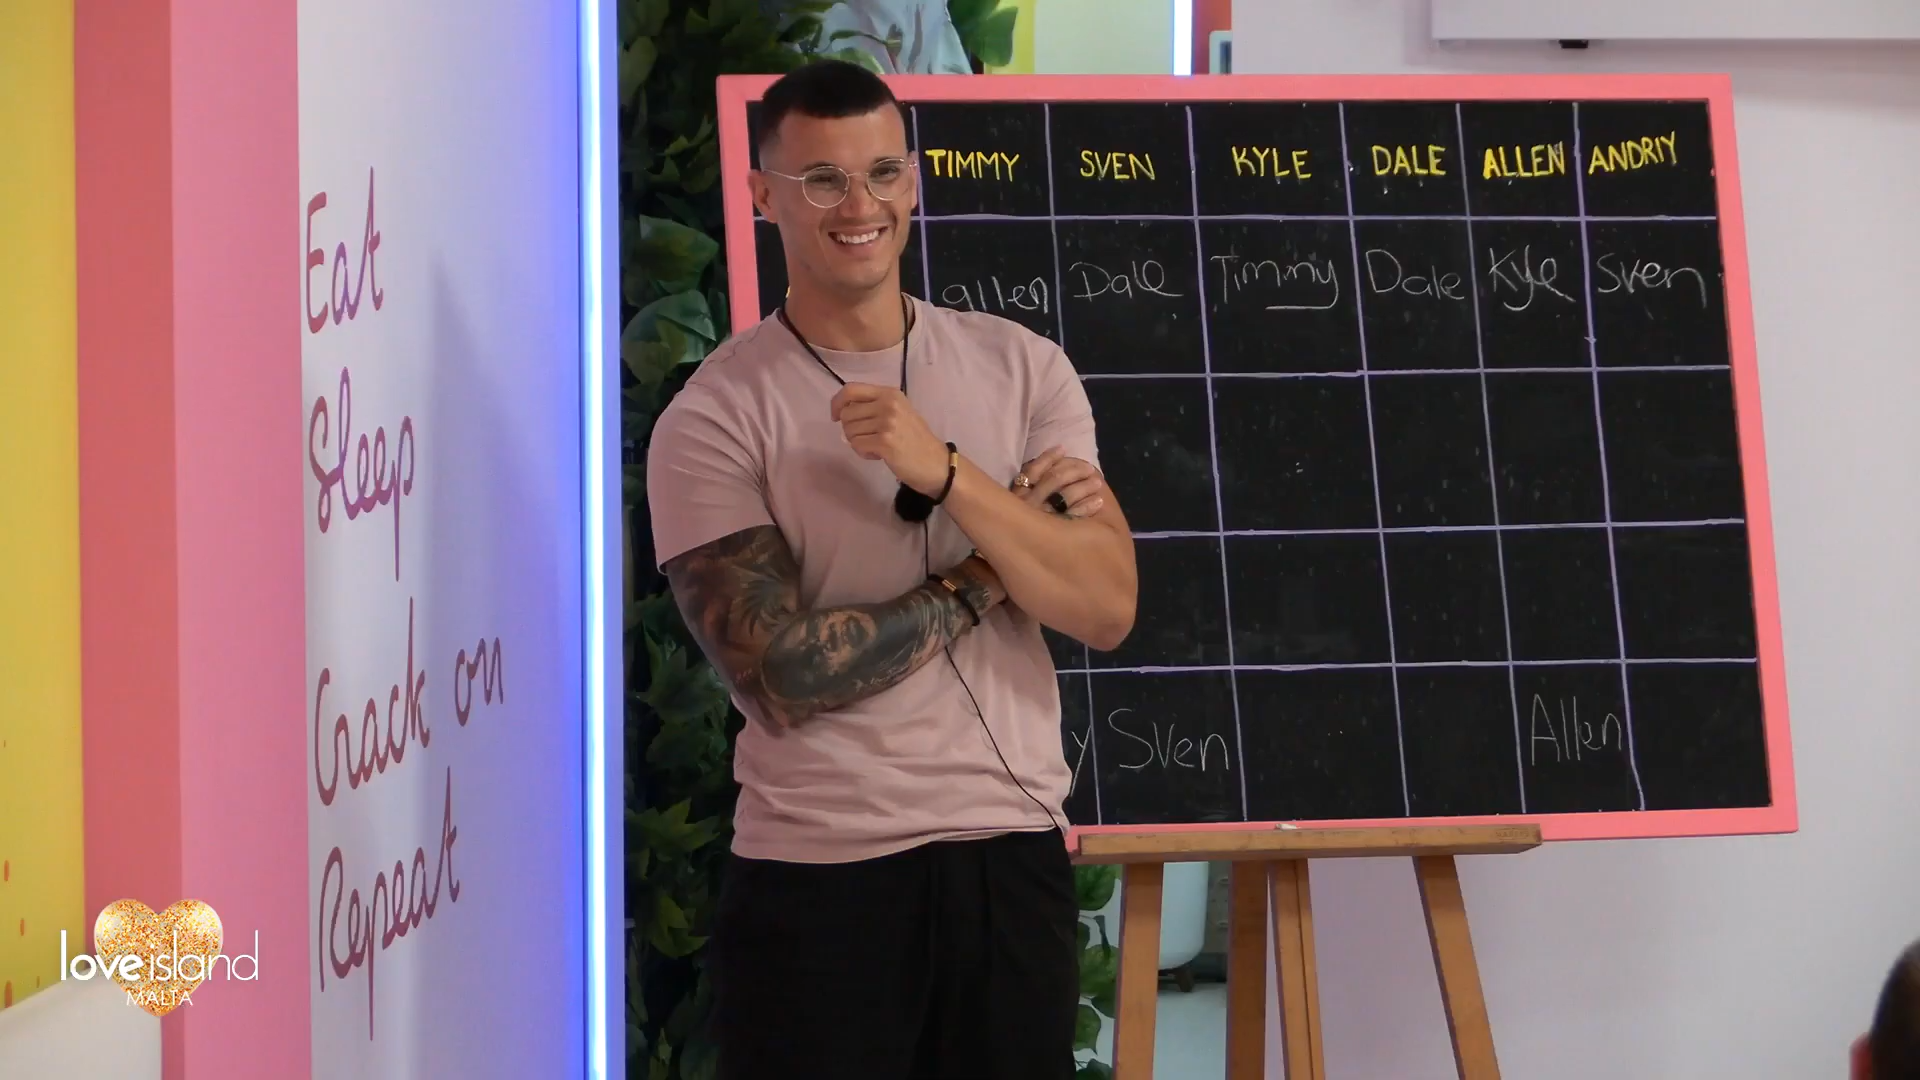 Eat
Sleep
Crack on
Repeat
TIMMY SVEN KYLE DALE ALLEN ANDRIY
allen Dale Timmy Dale Kyle Sven
y Sven Allen
love island
MALTA